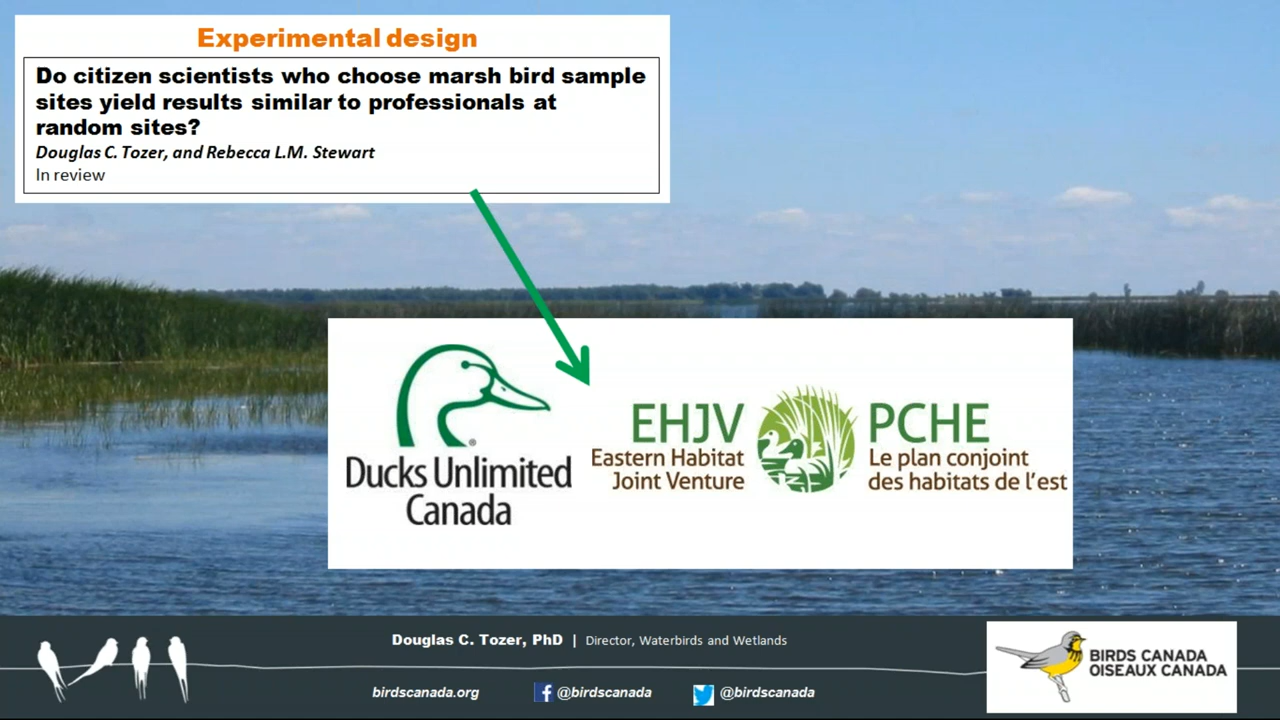 Experimental design
Do citizen scientists who choose marsh bird sample
sites yield results similar to professionals at
random sites?
Douglas C. Tozer, and Rebecca L.M. Stewart
In review
Ducks Unlimited
Canada
®
EHJV
Eastern Habitat
Joint Venture
PCHE
Le plan conjoint
des habitats de l'est
Douglas C. Tozer, PhD | Director, Waterbirds and Wetlands
birdscanada.org @birdscanada @birdscanada
BIRDS CANADA
OISEAUX CANADA